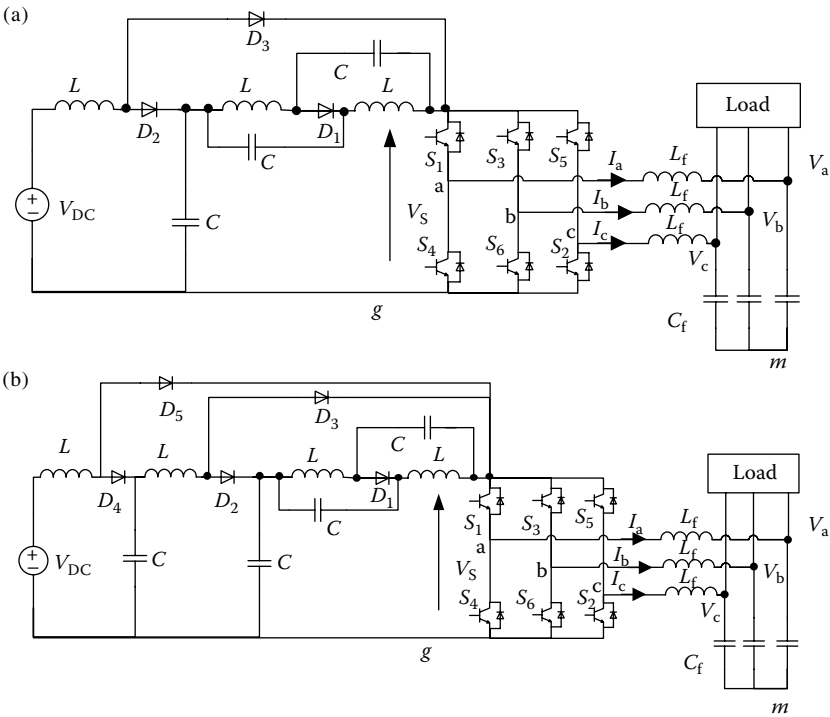 (a)
D3
C
L
L
L
Load
D2
D1
S1
S3
S5
Ia
Lf
Va
C
a
VDC
C
VS
b
Ib
Lf
Vb
c
Ic
Lf
S4
S6
S2
Vc
g
Cf
m
(b)
D5
D3
C
L
L
L
L
Load
D4
D2
D1
S1
S3
S5
Ia
Lf
Va
C
a
VDC
C
C
VS
b
Ib
Lf
Vb
c
Ic
Lf
S4
S6
S2
Vc
g
Cf
m